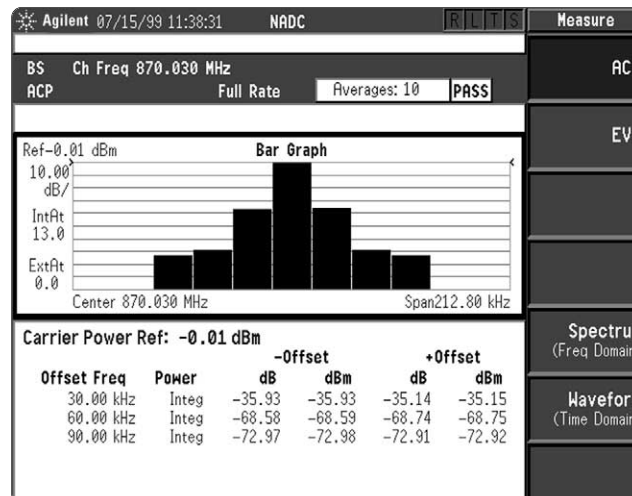 Agilent 07/15/99 11:38:31 NADC R L T S Measure
BS Ch Freq 870.030 MHz
ACP Full Rate Averages: 10 PASS
AC
EV
Ref-0.01 dBm Bar Graph
10.00
dB/
IntAt
13.0
ExtAt
0.0
Center 870.030 MHz Span212.80 kHz
Carrier Power Ref: -0.01 dBm
-Offset +Offset
Offset Freq Power dB dBm dB dBm
30.00 kHz Integ -35.93 -35.93 -35.14 -35.15
60.00 kHz Integ -68.58 -68.59 -68.74 -68.75
90.00 kHz Integ -72.97 -72.98 -72.91 -72.92
Spectru
(Freq Domain
Wavefor
(Time Domain